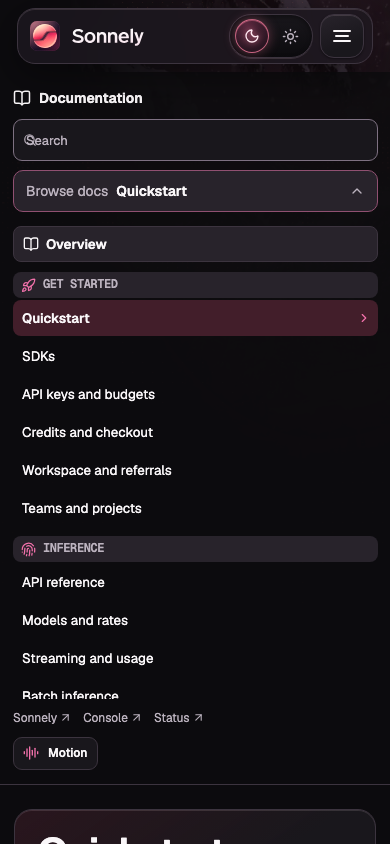 Sonnely
Documentation
Search
Browse docs Quickstart
Overview
GET STARTED
Quickstart
SDKs
API keys and budgets
Credits and checkout
Workspace and referrals
Teams and projects
INFERENCE
API reference
Models and rates
Streaming and usage
Batch inference
Sonnely Console Status
Motion
Quickstart